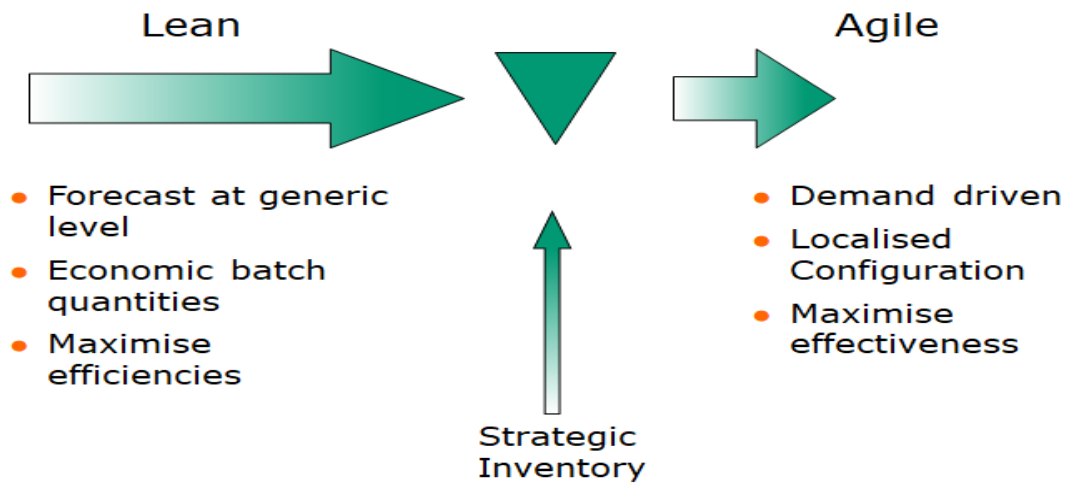 Lean
Agile
• Forecast at generic
level
• Economic batch
quantities
• Maximise
efficiencies
• Demand driven
• Localised
Configuration
• Maximise
effectiveness
Strategic
Inventory